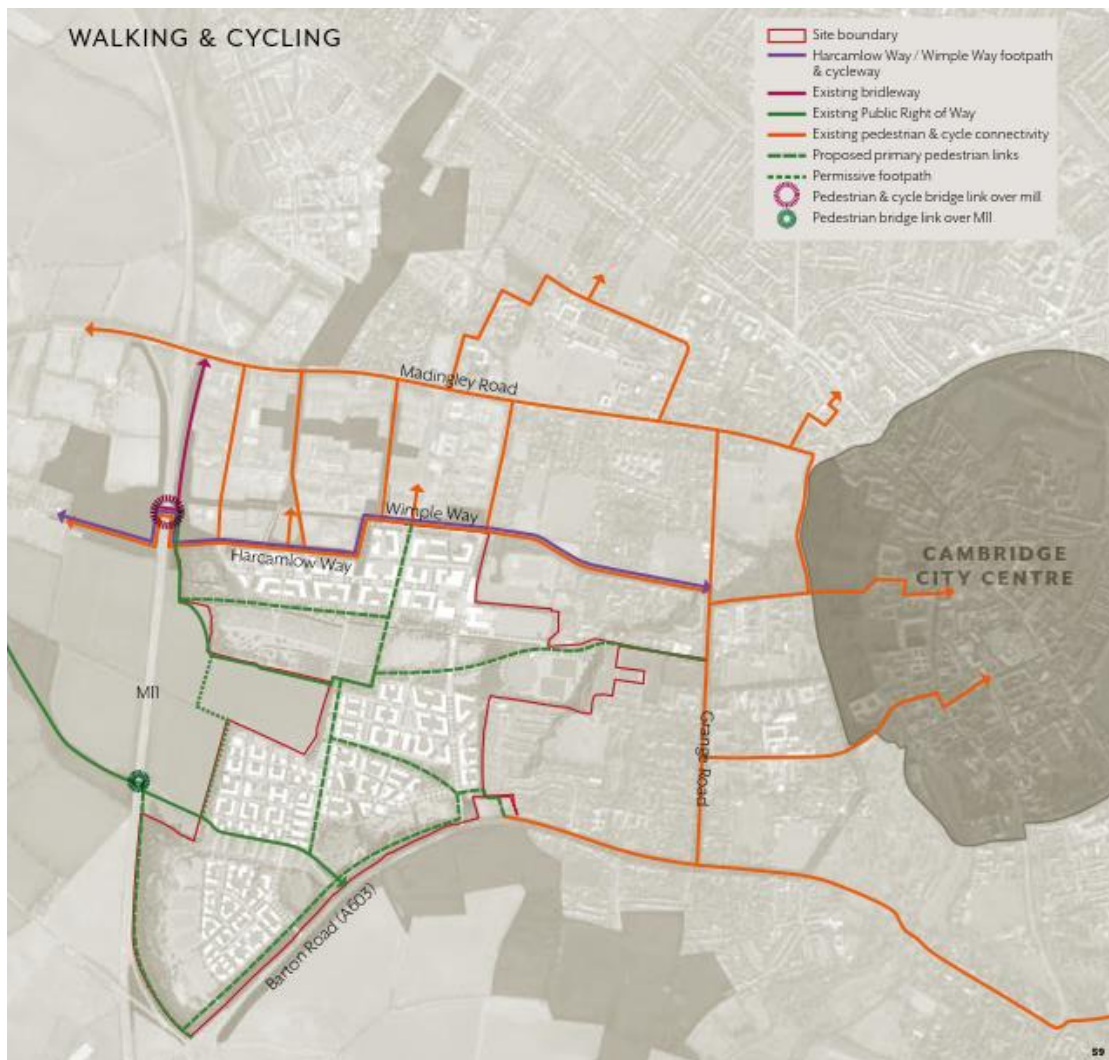 WALKING & CYCLING
Site boundary
Harcamlow Way / Wimple Way footpath
& cycleway
Existing bridleway
Existing Public Right of Way
Existing pedestrian & cycle connectivity
Proposed primary pedestrian links
Permissive footpath
Pedestrian & cycle bridge link over mill
Pedestrian bridge link over M11
Madingley Road
Wimple Way
Harcamlow Way
CAMBRIDGE
CITY CENTRE
M11
Grange Road
Barton Road (A603)
59